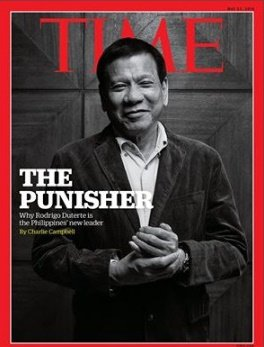 TIME
THE
PUNISHER
Why Rodrigo Duterte is
the Philippines' new leader
By Charlie Campbell